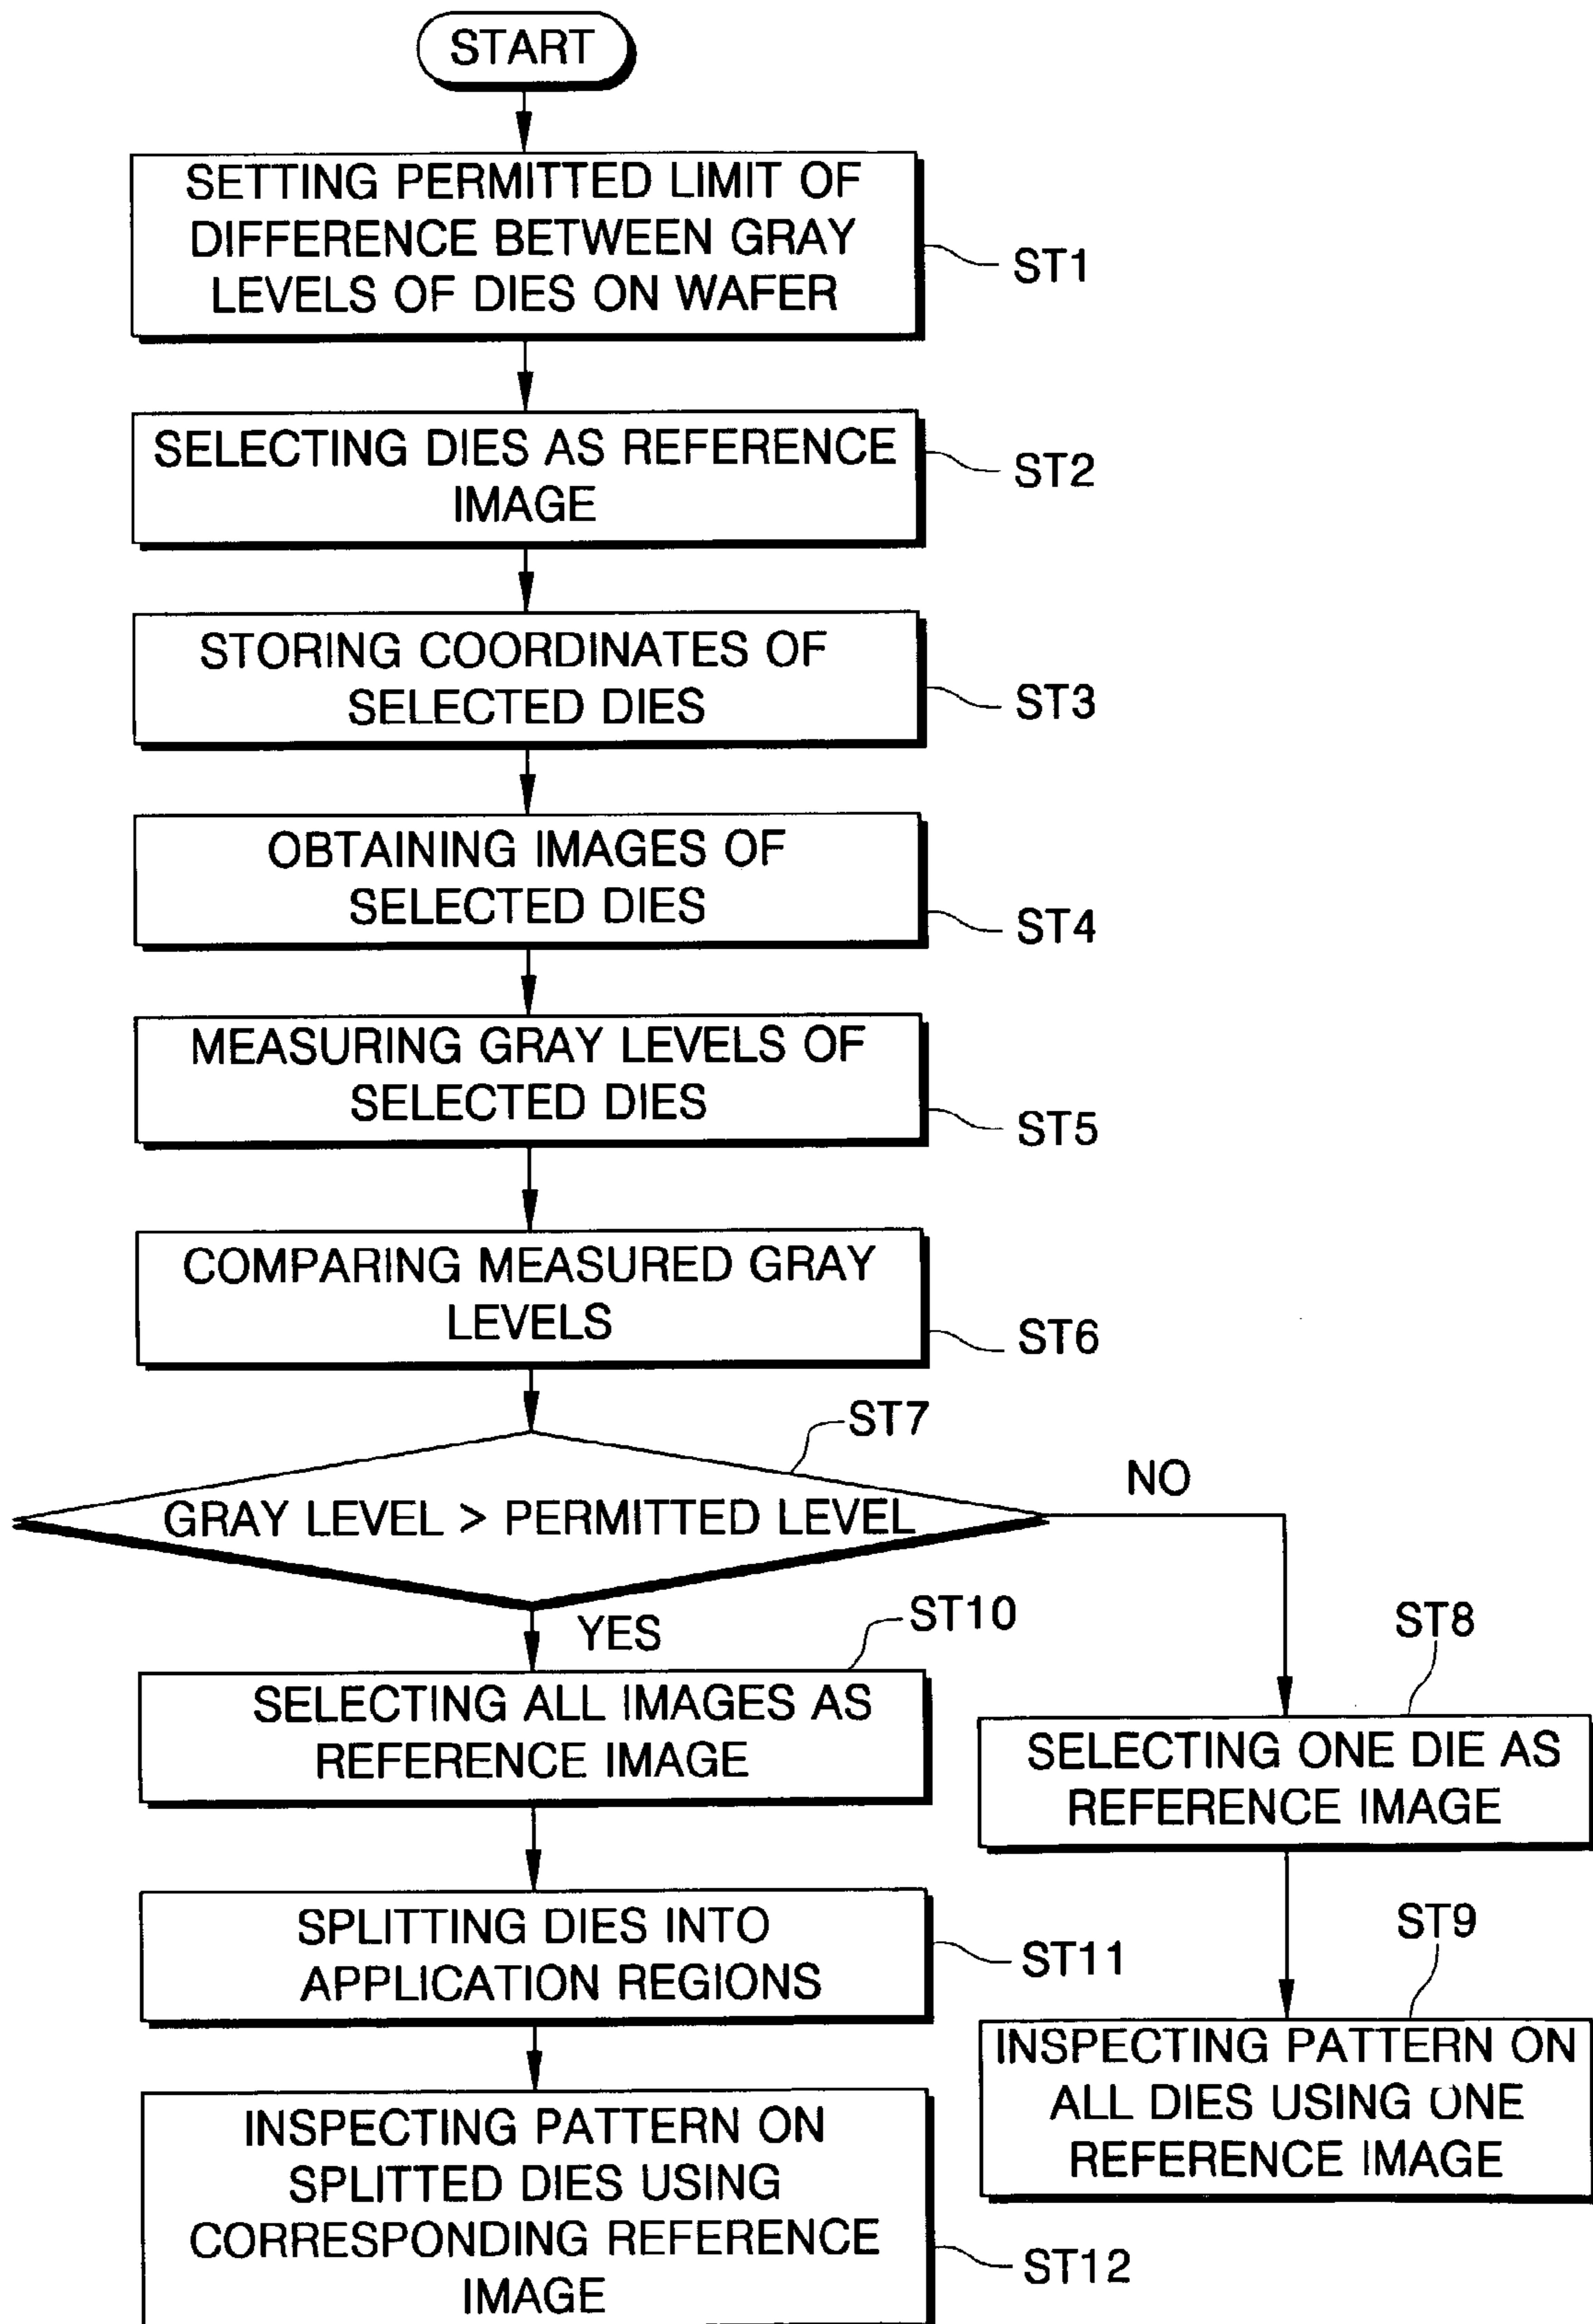 START
SETTING PERMITTED LIMIT OF
DIFFERENCE BETWEEN GRAY
LEVELS OF DIES ON WAFER
ST1
SELECTING DIES AS REFERENCE
IMAGE
ST2
STORING COORDINATES OF
SELECTED DIES
ST3
OBTAINING IMAGES OF
SELECTED DIES
ST4
MEASURING GRAY LEVELS OF
SELECTED DIES
ST5
COMPARING MEASURED GRAY
LEVELS
ST6
ST7
GRAY LEVEL > PERMITTED LEVEL
NO
YES
ST10
SELECTING ALL IMAGES AS
REFERENCE IMAGE
ST8
SELECTING ONE DIE AS
REFERENCE IMAGE
SPLITTING DIES INTO
APPLICATION REGIONS
ST11
ST9
INSPECTING PATTERN ON
ALL DIES USING ONE
REFERENCE IMAGE
INSPECTING PATTERN ON
SPLITTED DIES USING
CORRESPONDING REFERENCE
IMAGE
ST12